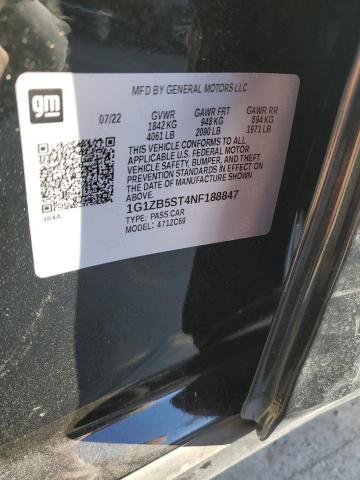 MFD BY GENERAL MOTORS LLC
gm
07/22 GVWR GAWR FRT GAWR RR
1842 KG 948 KG 894 KG
4061 LB 2090 LB 1971 LB
THIS VEHICLE CONFORMS TO ALL
APPLICABLE U.S. FEDERAL MOTOR
VEHICLE SAFETY, BUMPER, AND THEFT
PREVENTION STANDARDS IN EFFECT
ON THE DATE OF MANUFACTURE SHOWN
ABOVE.
1G1ZB5ST4NF188847
TYPE: PASS CAR
MODEL: 471ZC69
384A